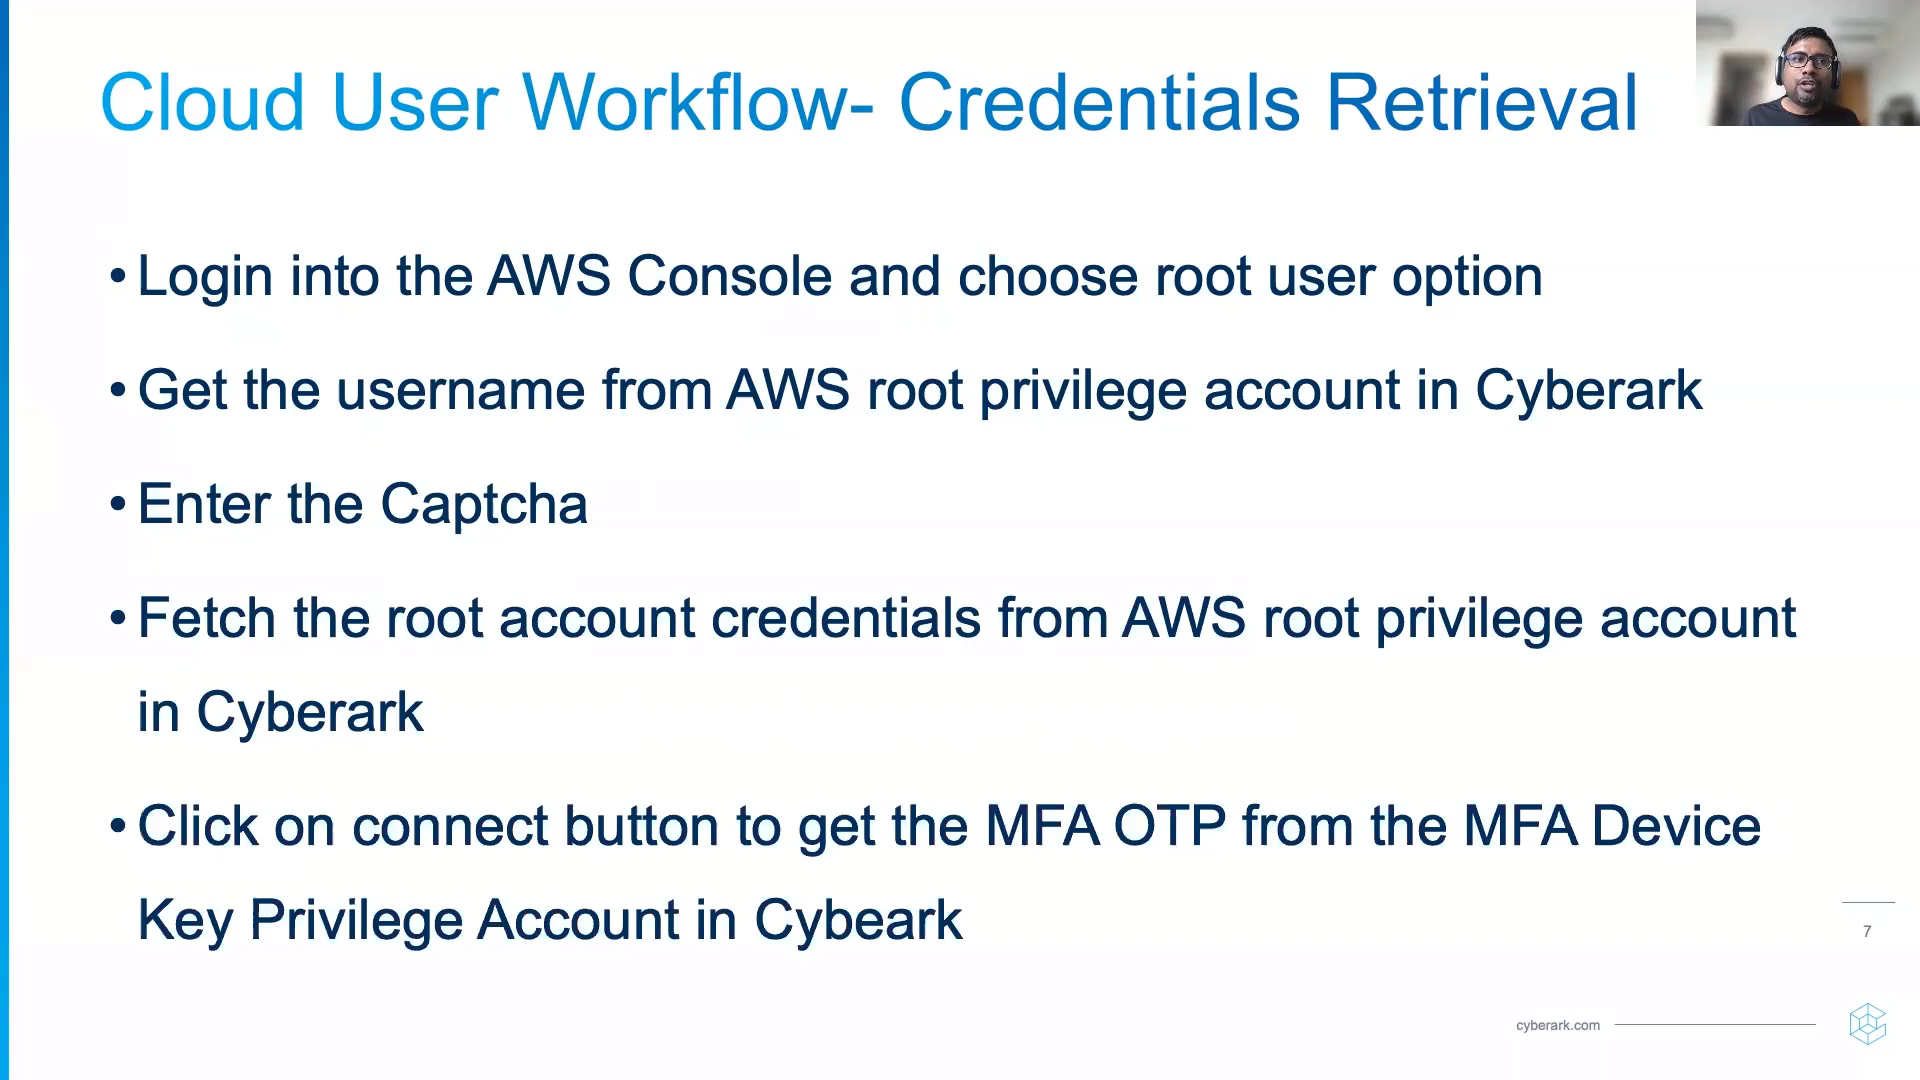 Cloud User Workflow- Credentials Retrieval
• Login into the AWS Console and choose root user option
• Get the username from AWS root privilege account in Cyberark
• Enter the Captcha
• Fetch the root account credentials from AWS root privilege account
in Cyberark
• Click on connect button to get the MFA OTP from the MFA Device
Key Privilege Account in Cybeark
7
cyberark.com